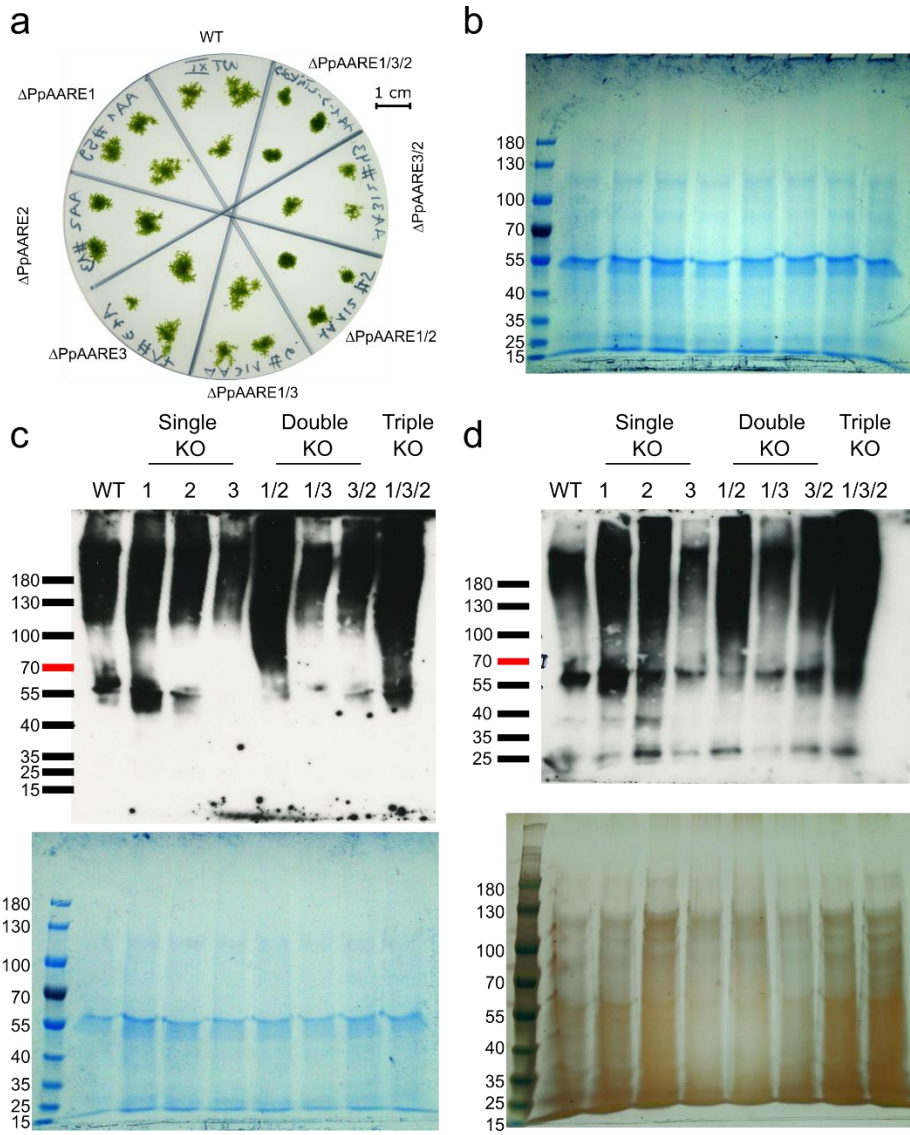 a
WT
ΔPpAARE1/3/2
ΔPpAARE1
1 cm
ΔPpAARE3/2
ΔPpAARE2
ΔPpAARE1/2
ΔPpAARE3
ΔPpAARE1/3
b
180
130
100
70
55
40
35
25
15
c
Single KO
Double KO
Triple KO
WT 1 2 3 1/2 1/3 3/2 1/3/2
180
130
100
70
55
40
35
25
15
180
130
100
70
55
40
35
25
15
d
Single KO
Double KO
Triple KO
WT 1 2 3 1/2 1/3 3/2 1/3/2
180
130
100
70
55
40
35
25
180
130
100
70
55
40
35
25
15